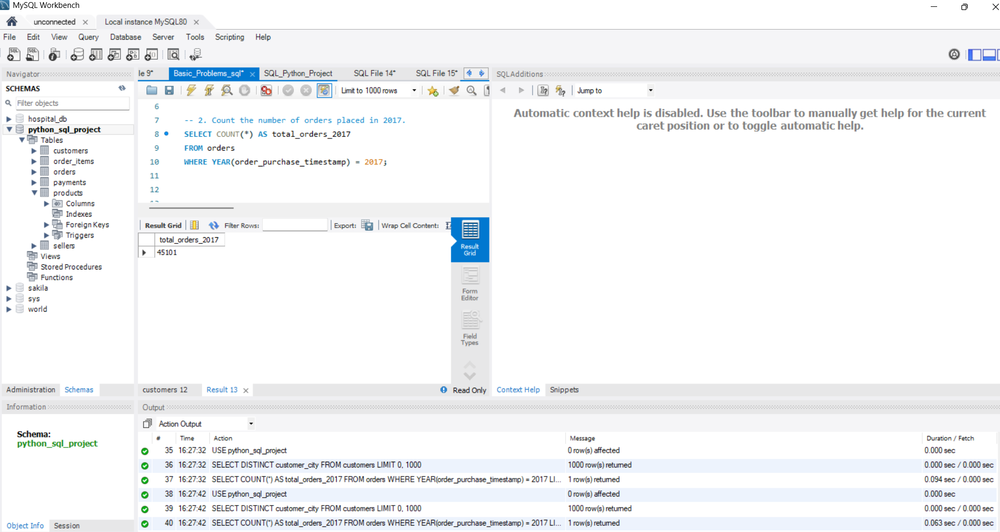 MySQL Workbench
unconnected
Local instance MySQL80
File Edit View Query Database Server Tools Scripting Help
Navigator
SCHEMAS
Filter objects
hospital_db
python_sql_project
Tables
customers
order_items
orders
payments
products
Columns
Indexes
Foreign Keys
Triggers
sellers
Views
Stored Procedures
Functions
sakila
sys
world
Administration Schemas
Information
Schema:
python_sql_project
Object Info Session
le 9* Basic_Problems_sql* SQL_Python_Project SQL File 14* SQL File 15*
Limit to 1000 rows
6
7 -- 2. Count the number of orders placed in 2017.
8 SELECT COUNT(*) AS total_orders_2017
9 FROM orders
10 WHERE YEAR(order_purchase_timestamp) = 2017;
11
12
Result Grid Filter Rows: Export: Wrap Cell Content:
total_orders_2017
45101
Result
Grid
Form
Editor
Field
Types
customers 12 Result 13 Read Only
SQLAdditions
Jump to
Automatic context help is disabled. Use the toolbar to manually get help for the current
caret position or to toggle automatic help.
Context Help Snippets
Output
Action Output
# Time Action Message Duration / Fetch
35 16:27:32 USE python_sql_project 0 row(s) affected 0.000 sec
36 16:27:32 SELECT DISTINCT customer_city FROM customers LIMIT 0, 1000 1000 row(s) returned 0.000 sec / 0.000 sec
37 16:27:32 SELECT COUNT(*) AS total_orders_2017 FROM orders WHERE YEAR(order_purchase_timestamp) = 2017 LI... 1 row(s) returned 0.094 sec / 0.000 sec
38 16:27:42 USE python_sql_project 0 row(s) affected 0.000 sec
39 16:27:42 SELECT DISTINCT customer_city FROM customers LIMIT 0, 1000 1000 row(s) returned 0.000 sec / 0.000 sec
40 16:27:42 SELECT COUNT(*) AS total_orders_2017 FROM orders WHERE YEAR(order_purchase_timestamp) = 2017 LI... 1 row(s) returned 0.063 sec / 0.000 sec